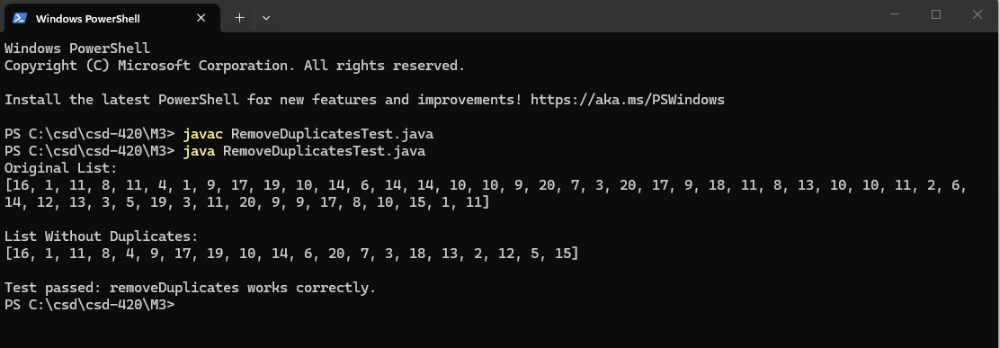 Windows PowerShell
Windows PowerShell
Copyright (C) Microsoft Corporation. All rights reserved.
Install the latest PowerShell for new features and improvements! https://aka.ms/PSWindows
PS C:\csd\csd-420\M3> javac RemoveDuplicatesTest.java
PS C:\csd\csd-420\M3> java RemoveDuplicatesTest.java
Original List:
[16, 1, 11, 8, 11, 4, 1, 9, 17, 19, 10, 14, 6, 14, 14, 10, 10, 9, 20, 7, 3, 20, 17, 9, 18, 11, 8, 13, 10, 10, 11, 2, 6,
14, 12, 13, 3, 5, 19, 3, 11, 20, 9, 9, 17, 8, 10, 15, 1, 11]
List Without Duplicates:
[16, 1, 11, 8, 4, 9, 17, 19, 10, 14, 6, 20, 7, 3, 18, 13, 2, 12, 5, 15]
Test passed: removeDuplicates works correctly.
PS C:\csd\csd-420\M3>